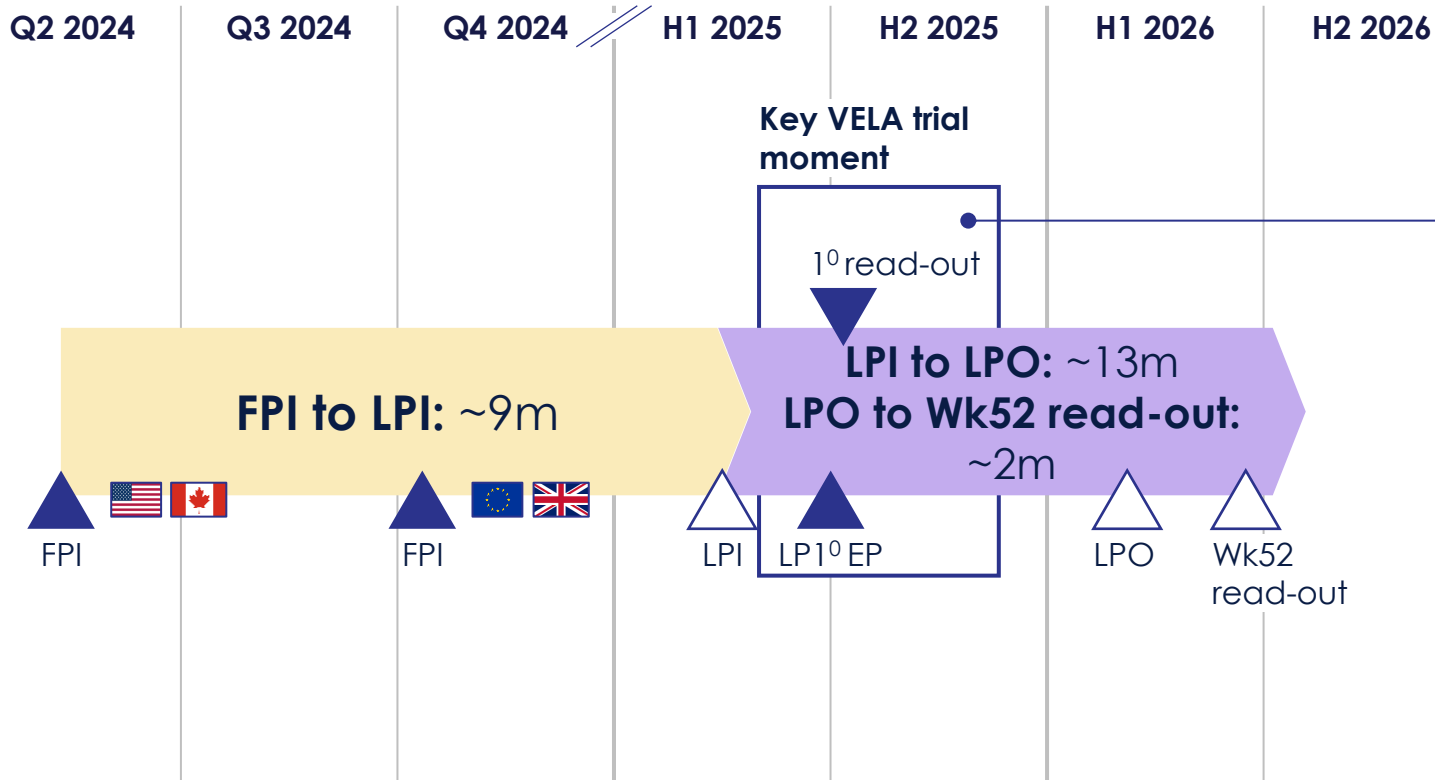 Q2 2024 Q3 2024 Q4 2024 H1 2025 H2 2025 H1 2026 H2 2026
Key VELA trial
moment
1⁰ read-out
FPI to LPI: ~9m
LPI to LPO: ~13m
LPO to Wk52 read-out:
~2m
FPI FPI LPI LP1⁰ EP LPO Wk52
read-out